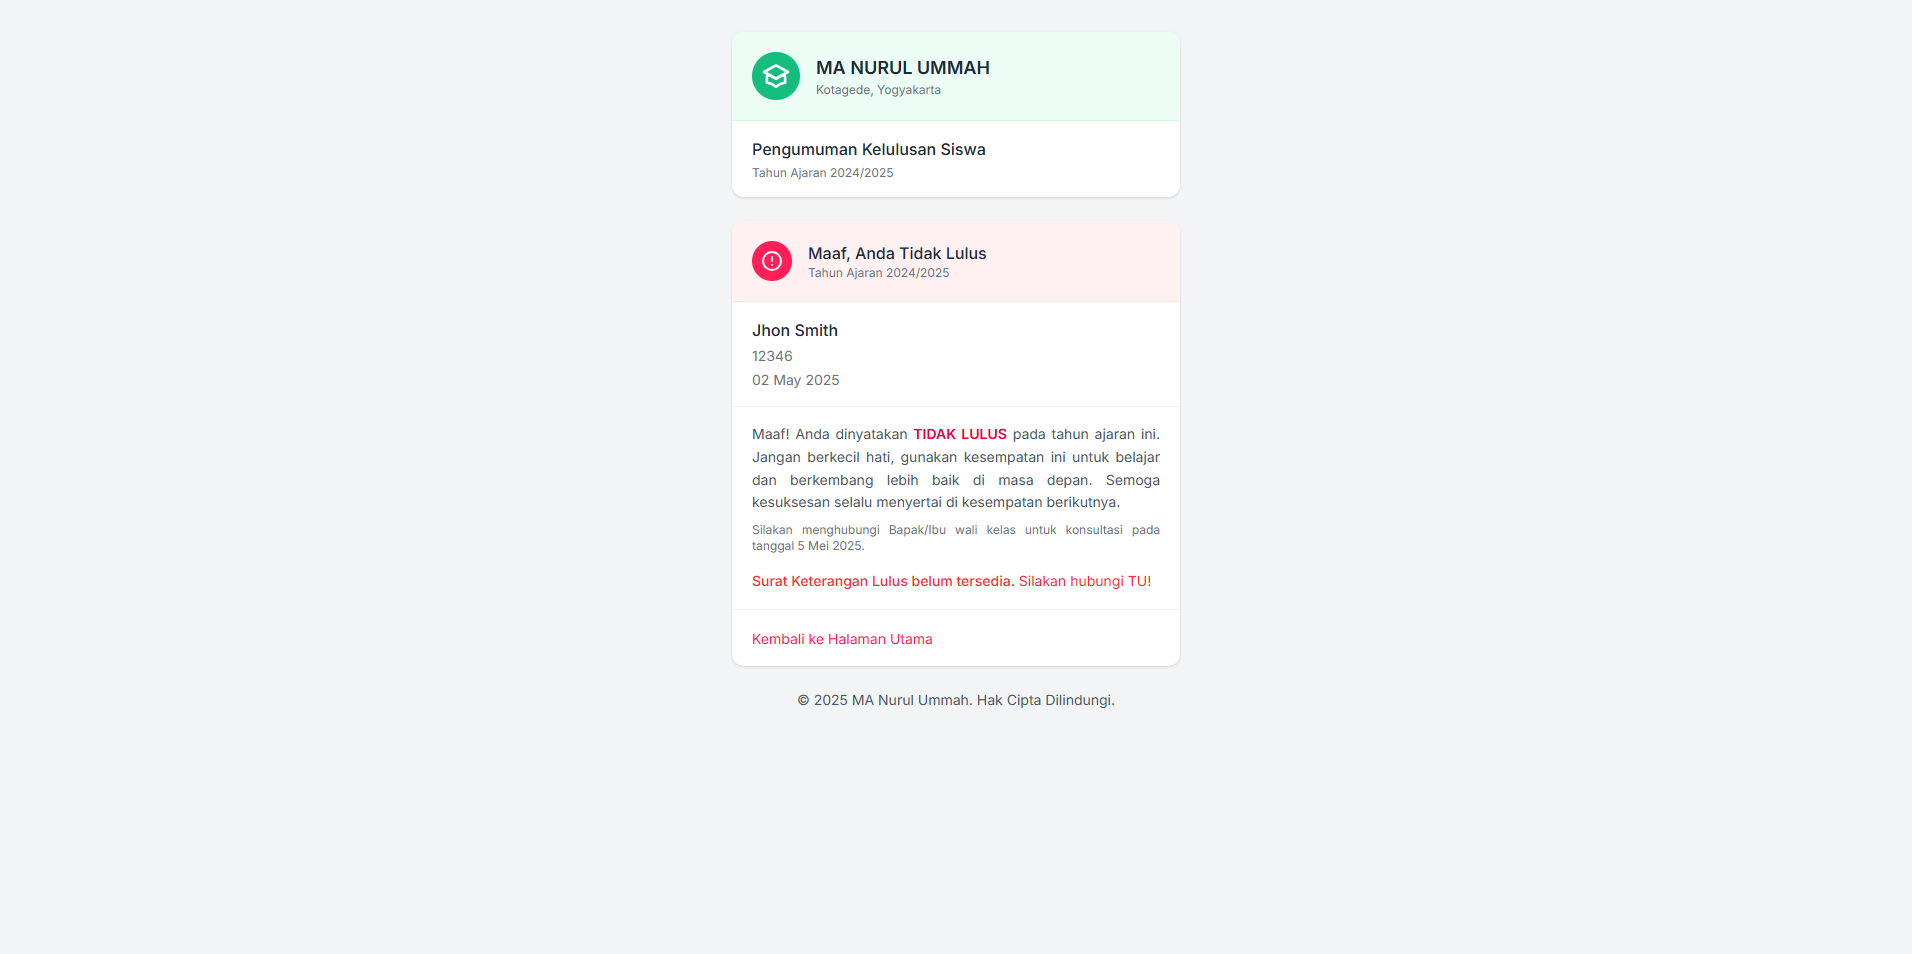 MA NURUL UMMAH
Kotagede, Yogyakarta
Pengumuman Kelulusan Siswa
Tahun Ajaran 2024/2025
Maaf, Anda Tidak Lulus
Tahun Ajaran 2024/2025
Jhon Smith
12346
02 May 2025
Maaf! Anda dinyatakan TIDAK LULUS pada tahun ajaran ini.
Jangan berkecil hati, gunakan kesempatan ini untuk belajar
dan berkembang lebih baik di masa depan. Semoga
kesuksesan selalu menyertai di kesempatan berikutnya.
Silakan menghubungi Bapak/Ibu wali kelas untuk konsultasi pada
tanggal 5 Mei 2025.
Surat Keterangan Lulus belum tersedia. Silakan hubungi TU!
Kembali ke Halaman Utama
© 2025 MA Nurul Ummah. Hak Cipta Dilindungi.